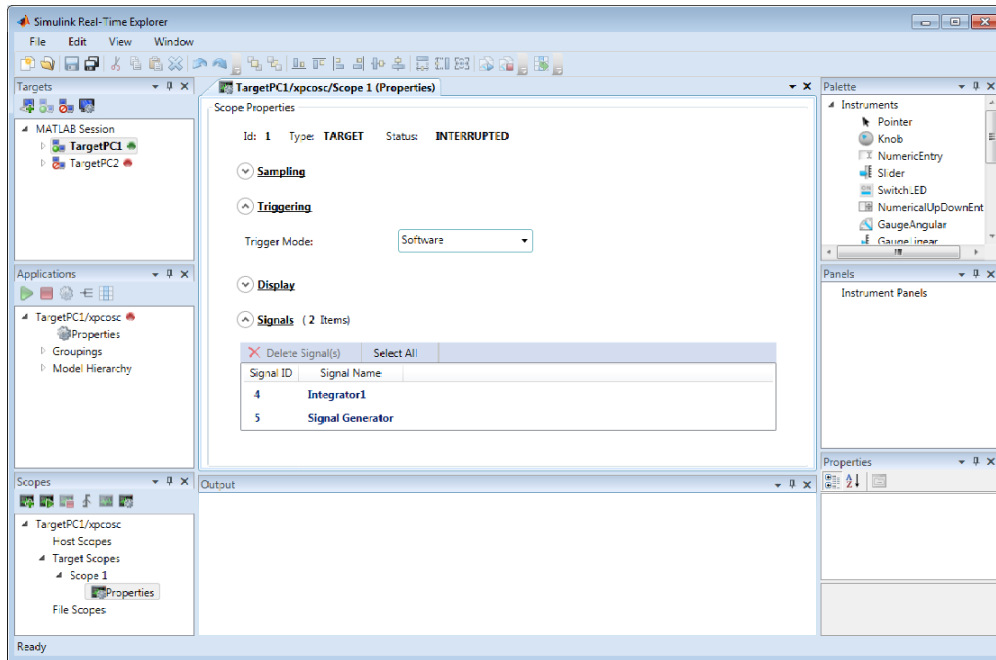 Simulink Real-Time Explorer
File Edit View Window
Targets
MATLAB Session
TargetPC1
TargetPC2
Applications
TargetPC1/xpcosc
Properties
Groupings
Model Hierarchy
Scopes
TargetPC1/xpcosc
Host Scopes
Target Scopes
Scope 1
Properties
File Scopes
TargetPC1/xpcosc/Scope 1 (Properties)
Scope Properties
Id: 1 Type: TARGET Status: INTERRUPTED
Sampling
Triggering
Trigger Mode: Software
Display
Signals (2 Items)
Delete Signal(s) Select All
Signal ID Signal Name
4 Integrator1
5 Signal Generator
Output
Palette
Instruments
Pointer
Knob
NumericEntry
Slider
SwitchLED
NumericalUpDownEnt
GaugeAngular
GaugeLinear
Panels
Instrument Panels
Properties
Ready